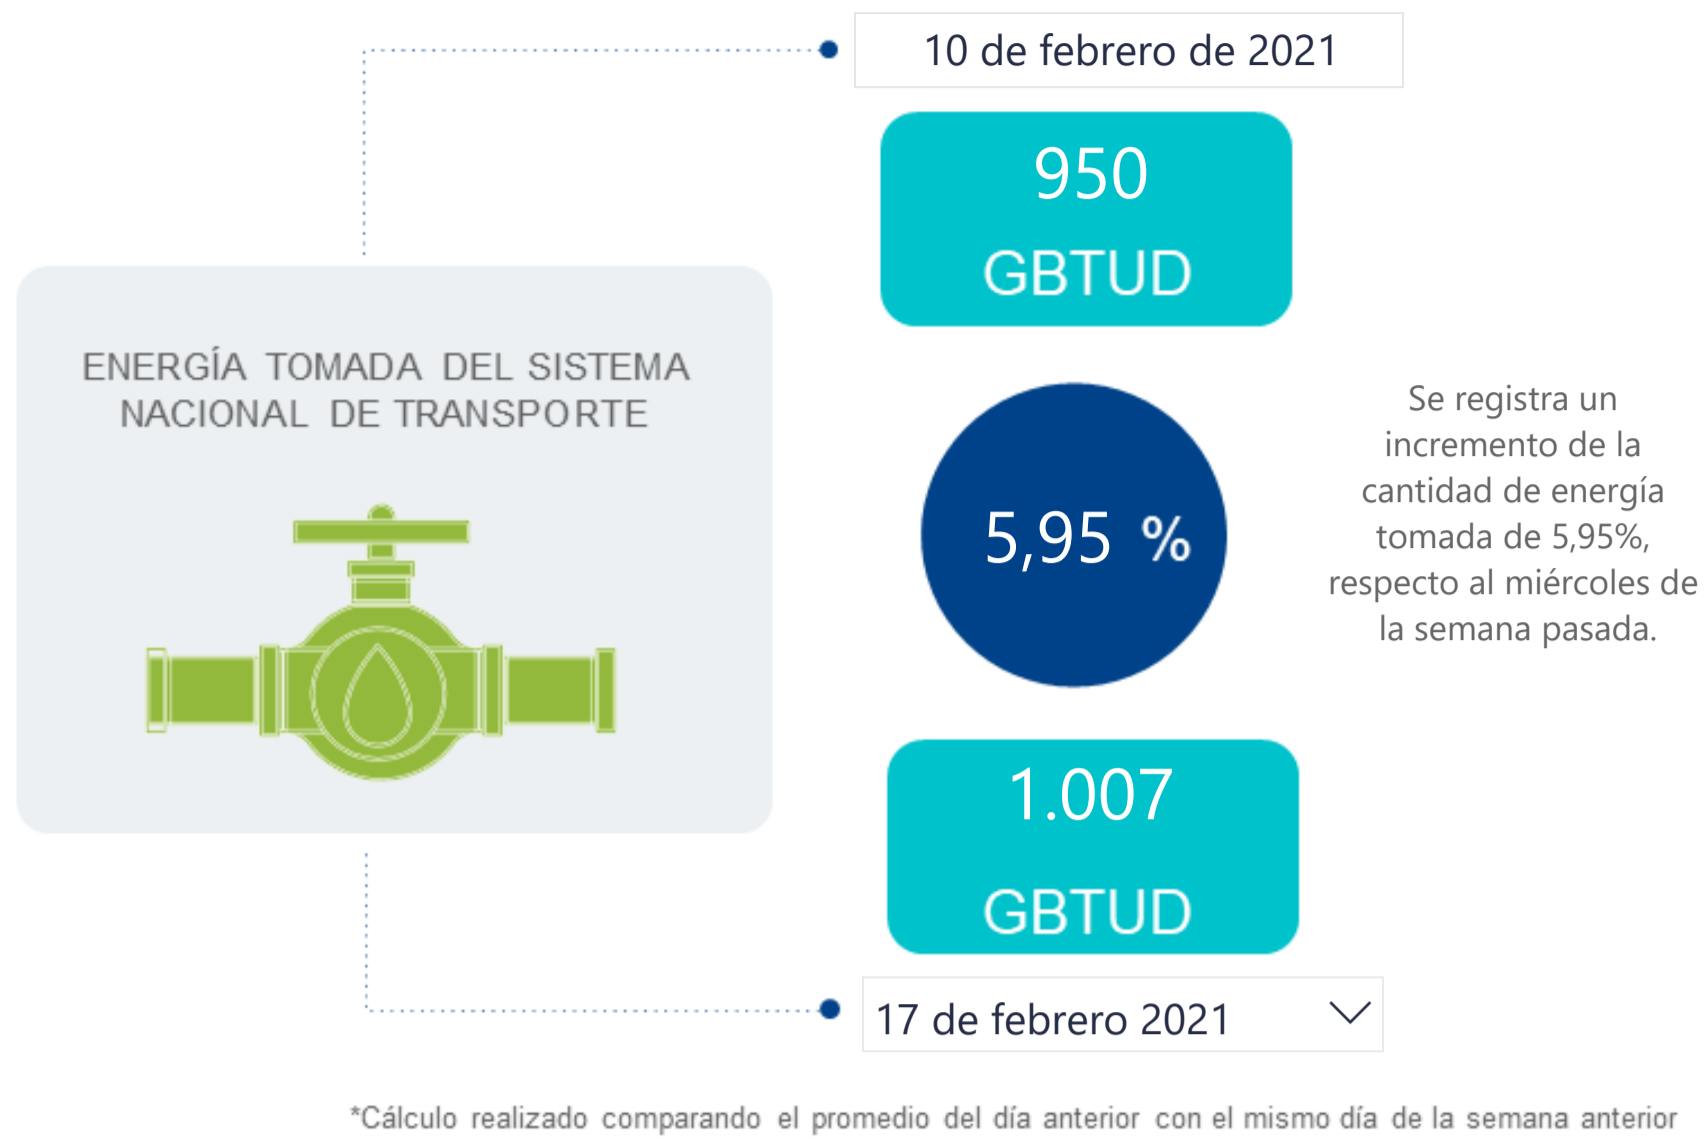 10 de febrero de 2021
950
GBTUD
ENERGÍA TOMADA DEL SISTEMA
NACIONAL DE TRANSPORTE
5,95 %
Se registra un
incremento de la
cantidad de energía
tomada de 5,95%,
respecto al miércoles de
la semana pasada.
1.007
GBTUD
17 de febrero 2021
*Cálculo realizado comparando el promedio del día anterior con el mismo día de la semana anterior